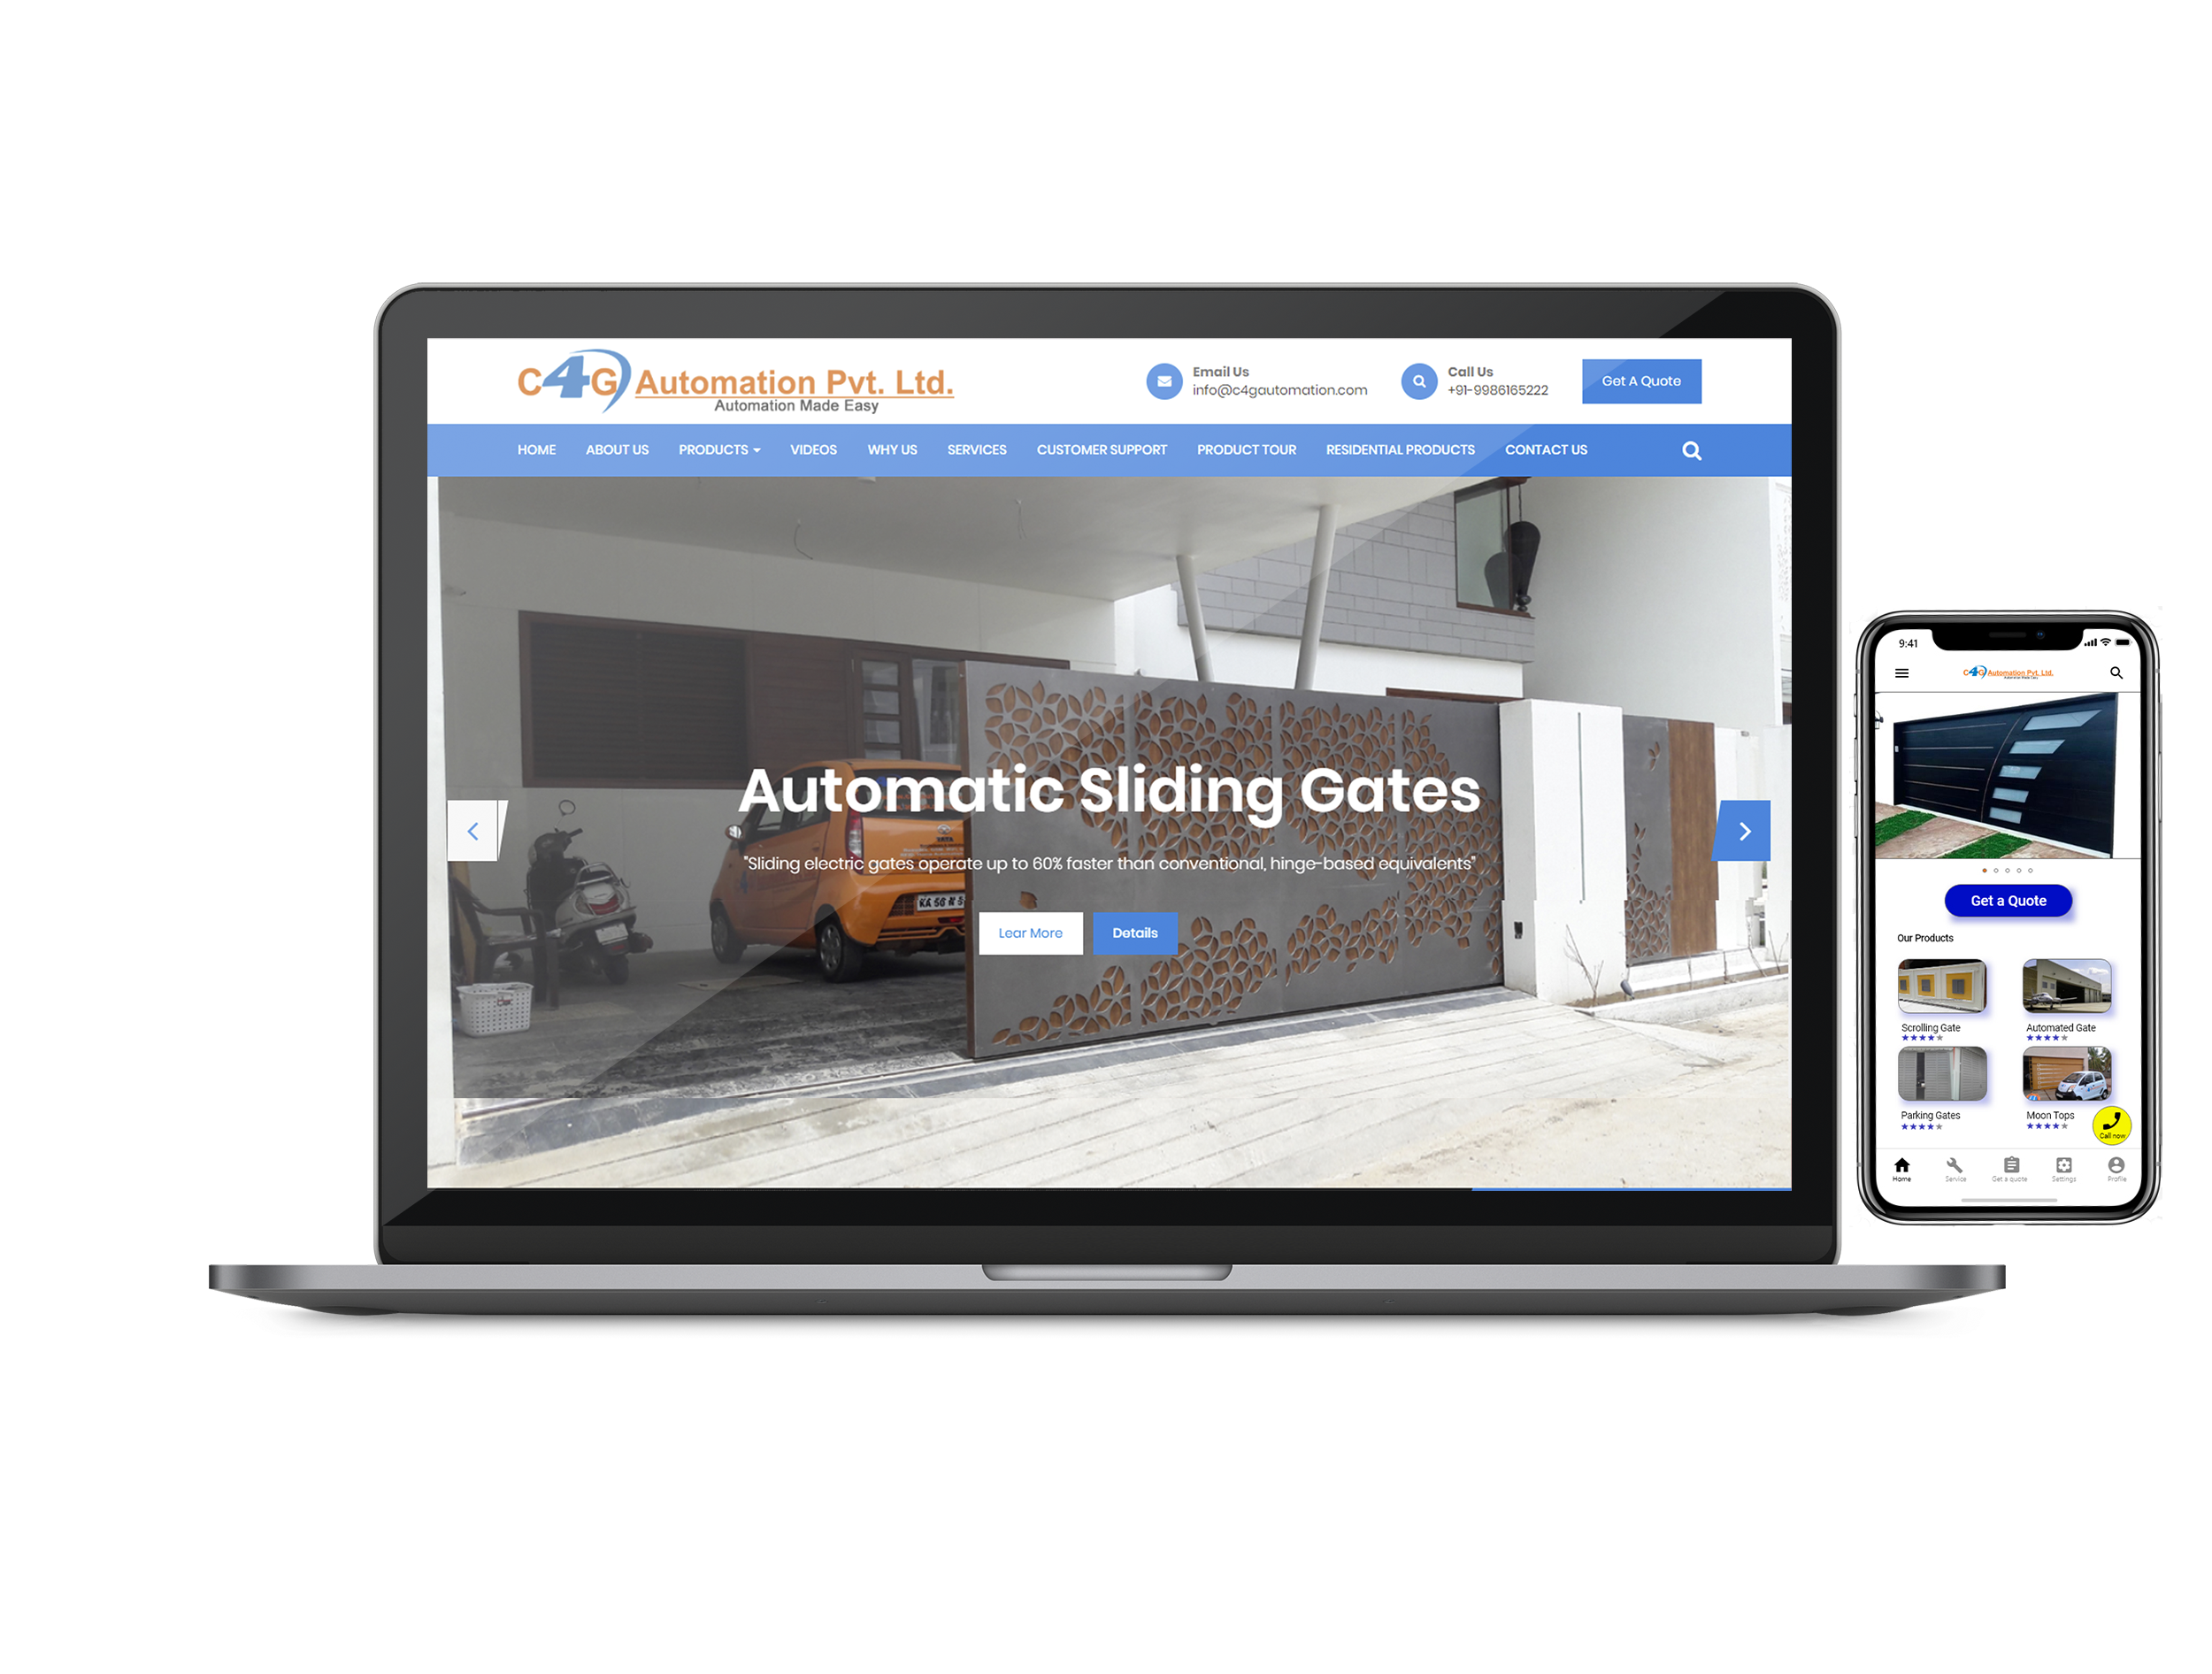 C4G Automation Pvt. Ltd.
Automation Made Easy
Email Us
info@c4gautomation.com
Call Us
+91-9986165222
Get A Quote
HOME
ABOUT US
PRODUCTS
VIDEOS
WHY US
SERVICES
CUSTOMER SUPPORT
PRODUCT TOUR
RESIDENTIAL PRODUCTS
CONTACT US
Automatic Sliding Gates
"Sliding electric gates operate up to 60% faster than conventional, hinge-based equivalents"
TATA
Lear More
Details
9:41
C4G Automation Pvt. Ltd.
Automation Made Easy
Get a Quote
Our Products
Scrolling Gate
Automated Gate
Parking Gates
Moon Tops
Call now
Home
Service
Get a quote
Settings
Profile